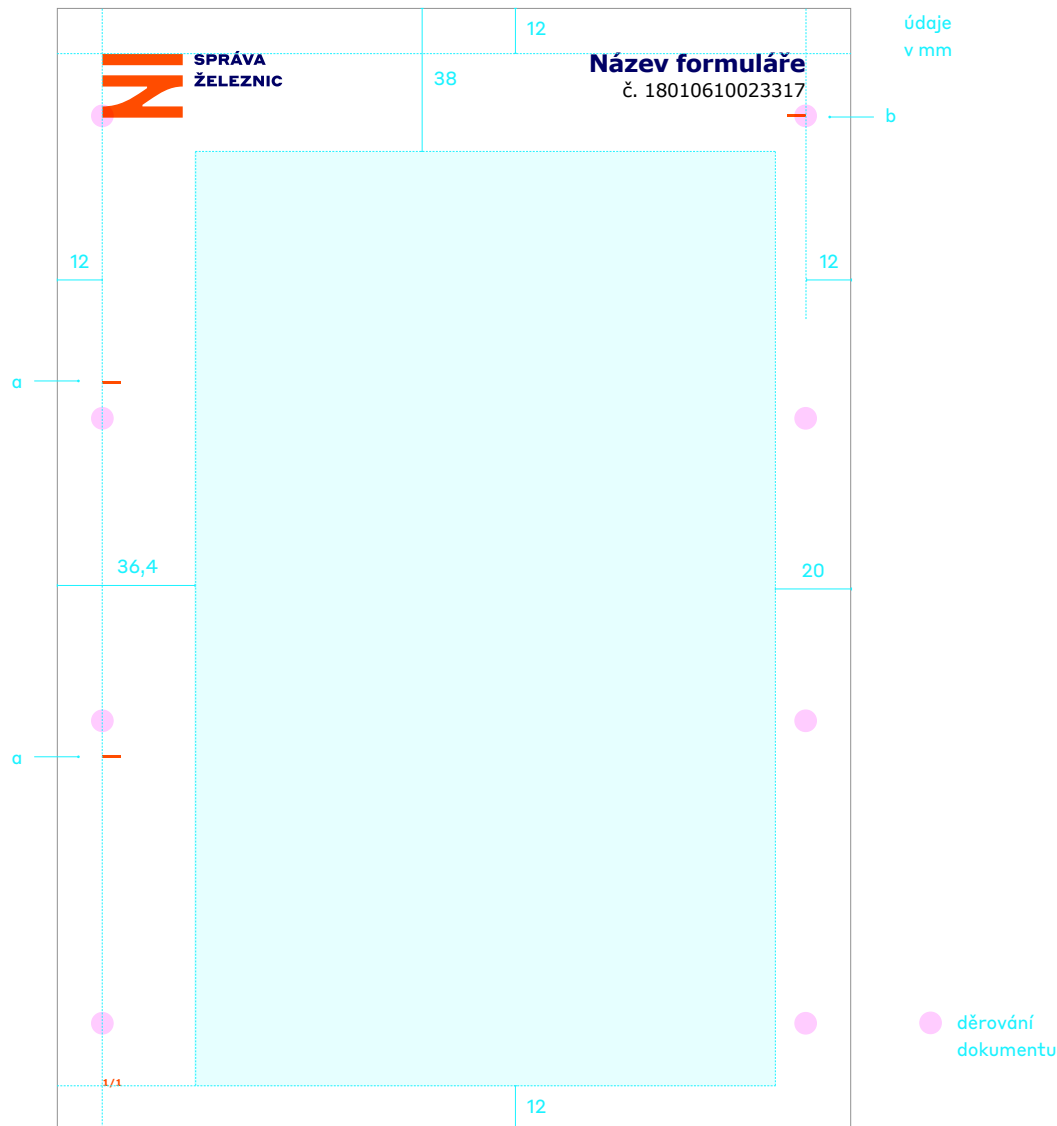 12
údaje
v mm
SPRÁVA
ŽELEZNIC
Název formuláře
č. 18010610023317
38
b
12
12
a
36,4
20
a
děrování
dokumentu
1/1
12